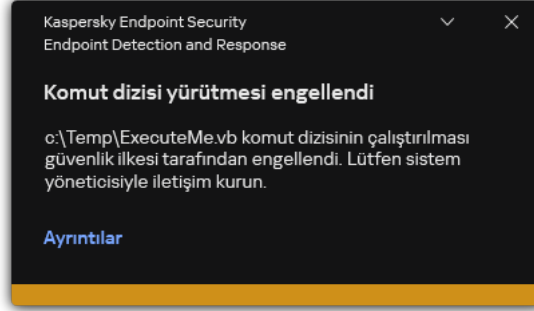 Kaspersky Endpoint Security
Endpoint Detection and Response
Komut dizisi yürütmesi engellendi
c:\Temp\ExecuteMe.vb komut dizisinin çalıştırılması
güvenlik ilkesi tarafından engellendi. Lütfen sistem
yöneticisiyle iletişim kurun.
Ayrıntılar